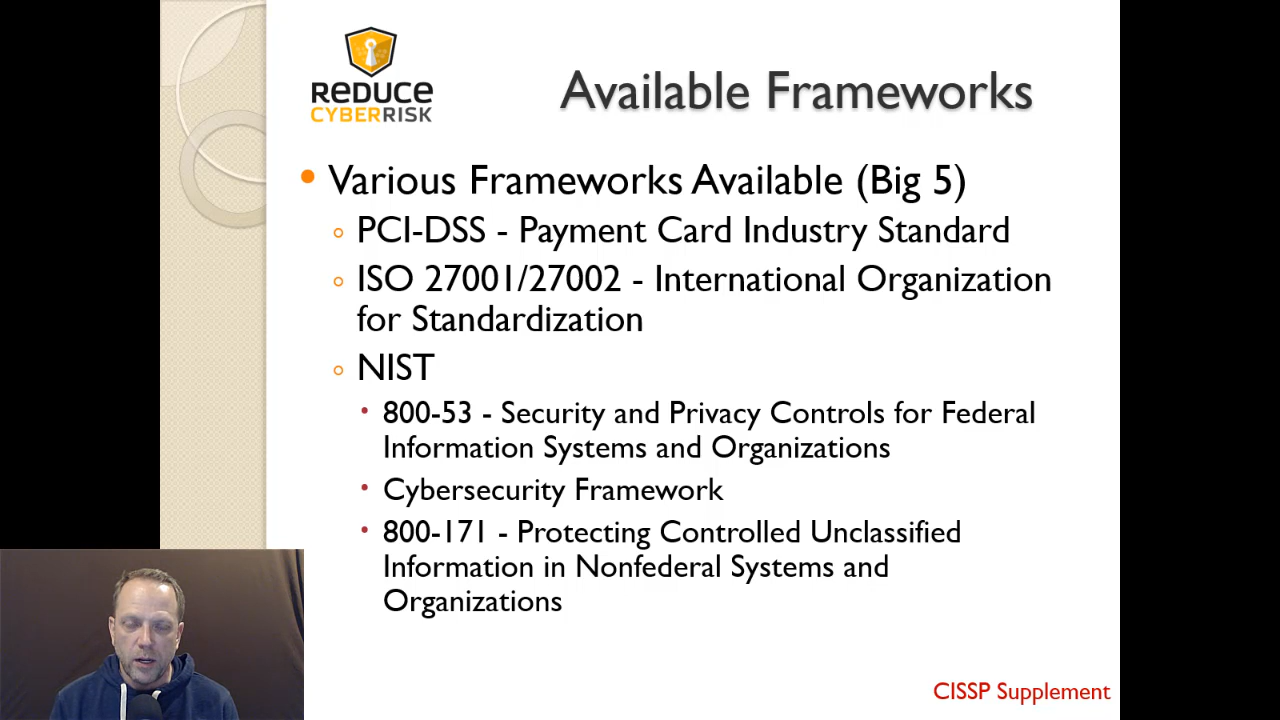 REDUCE
CYBERRISK
Available Frameworks
• Various Frameworks Available (Big 5)
◦ PCI-DSS - Payment Card Industry Standard
◦ ISO 27001/27002 - International Organization
for Standardization
◦ NIST
• 800-53 - Security and Privacy Controls for Federal
Information Systems and Organizations
• Cybersecurity Framework
• 800-171 - Protecting Controlled Unclassified
Information in Nonfederal Systems and
Organizations
CISSP Supplement